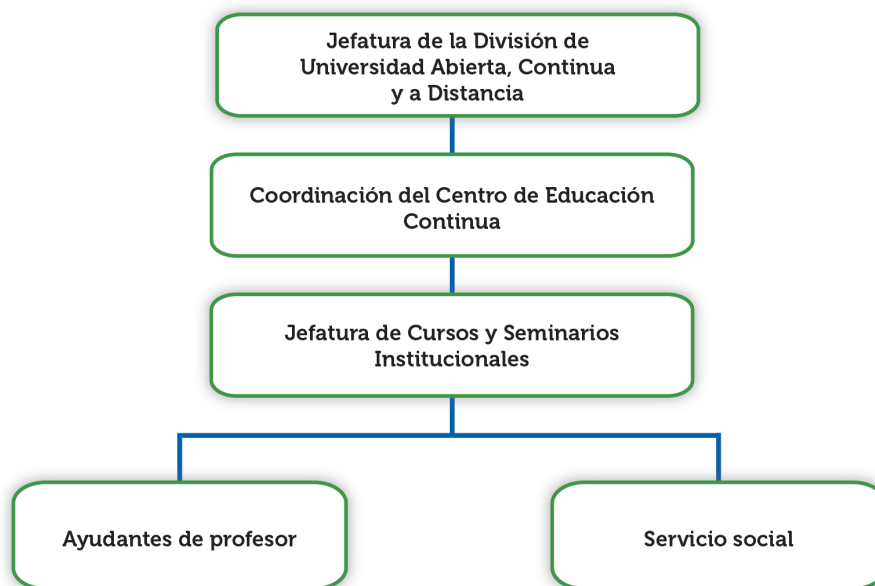 Jefatura de la División de
Universidad Abierta, Continua
y a Distancia
Coordinación del Centro de Educación
Continua
Jefatura de Cursos y Seminarios
Institucionales
Ayudantes de profesor
Servicio social